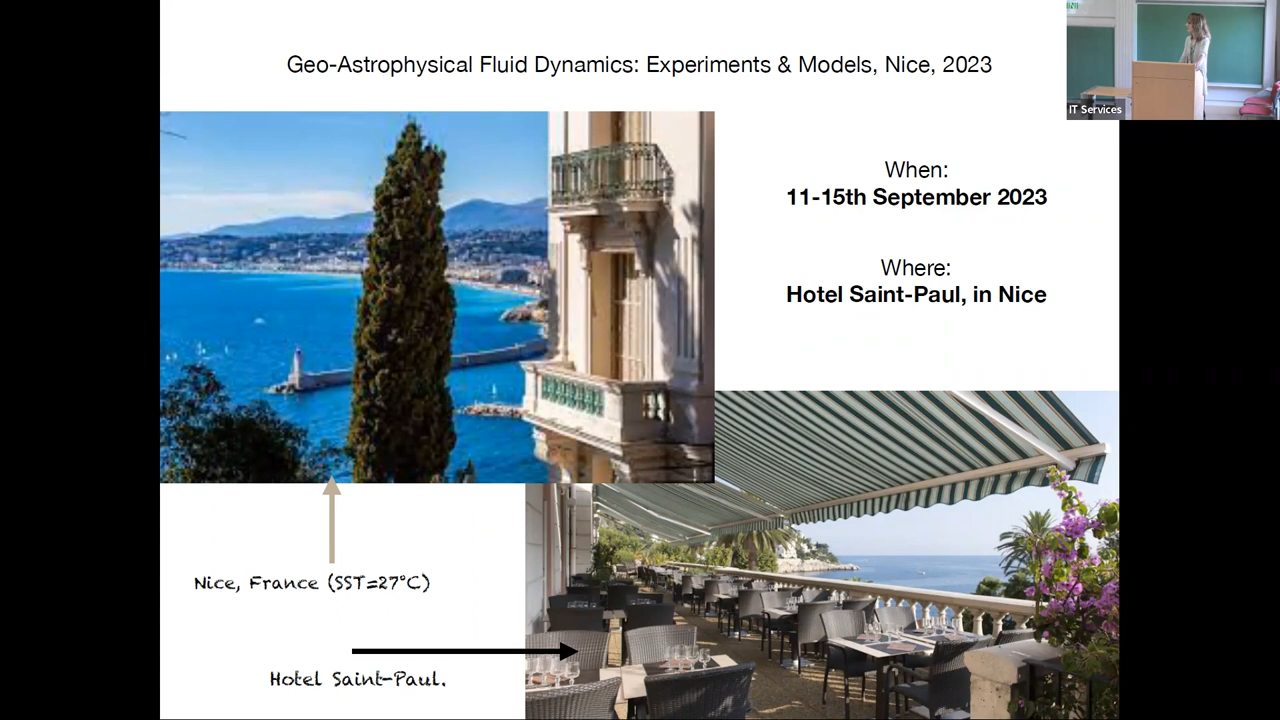 Geo-Astrophysical Fluid Dynamics: Experiments & Models, Nice, 2023
IT Services
When:
11-15th September 2023
Where:
Hotel Saint-Paul, in Nice
Nice, France (SST=27°C)
Hotel Saint-Paul.